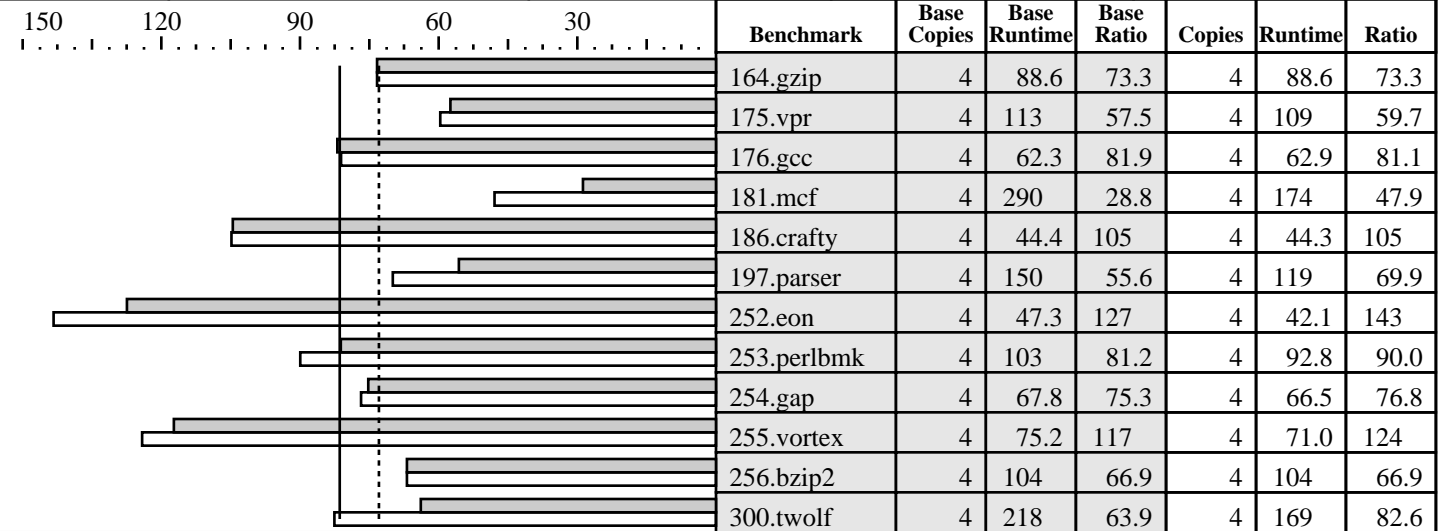 150 120 90 60 30
Benchmark Base Copies Base Runtime Base Ratio Copies Runtime Ratio
164.gzip 4 88.6 73.3 4 88.6 73.3
175.vpr 4 113 57.5 4 109 59.7
176.gcc 4 62.3 81.9 4 62.9 81.1
181.mcf 4 290 28.8 4 174 47.9
186.crafty 4 44.4 105 4 44.3 105
197.parser 4 150 55.6 4 119 69.9
252.eon 4 47.3 127 4 42.1 143
253.perlbmk 4 103 81.2 4 92.8 90.0
254.gap 4 67.8 75.3 4 66.5 76.8
255.vortex 4 75.2 117 4 71.0 124
256.bzip2 4 104 66.9 4 104 66.9
300.twolf 4 218 63.9 4 169 82.6